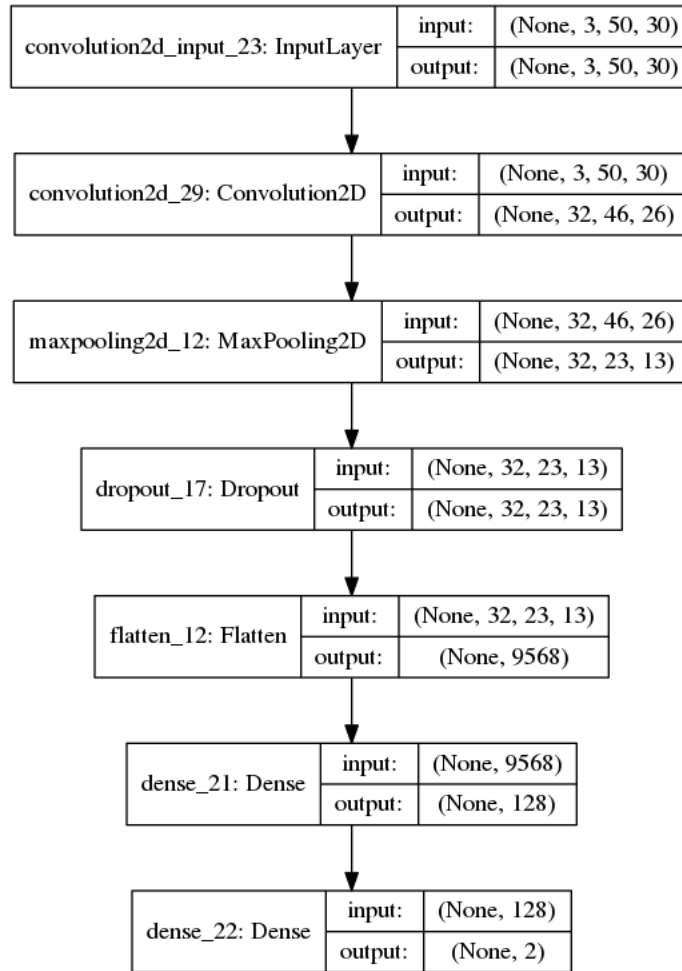 convolution2d_input_23: InputLayer
input: (None, 3, 50, 30)
output: (None, 3, 50, 30)
convolution2d_29: Convolution2D
input: (None, 3, 50, 30)
output: (None, 32, 46, 26)
maxpooling2d_12: MaxPooling2D
input: (None, 32, 46, 26)
output: (None, 32, 23, 13)
dropout_17: Dropout
input: (None, 32, 23, 13)
output: (None, 32, 23, 13)
flatten_12: Flatten
input: (None, 32, 23, 13)
output: (None, 9568)
dense_21: Dense
input: (None, 9568)
output: (None, 128)
dense_22: Dense
input: (None, 128)
output: (None, 2)